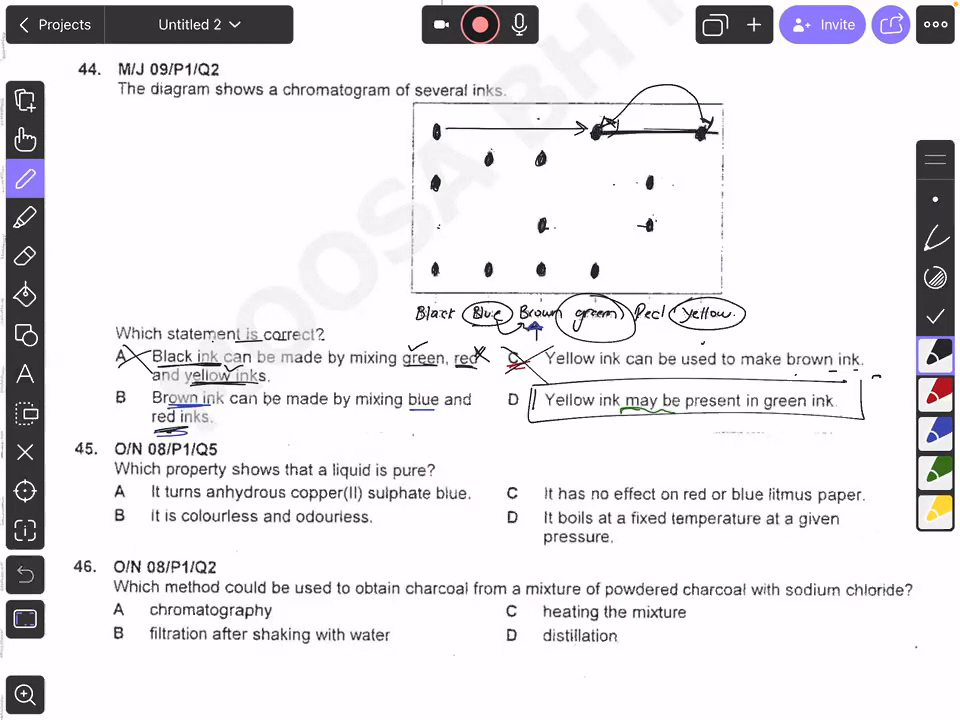 Projects
Untitled 2
Invite
44. M/J 09/P1/Q2
The diagram shows a chromatogram of several inks.
Black Blue Brown green Red yellow.
Which statement is correct?
A Black ink can be made by mixing green, red and yellow inks.
B Brown ink can be made by mixing blue and red inks.
C Yellow ink can be used to make brown ink.
D Yellow ink may be present in green ink.
45. O/N 08/P1/Q5
Which property shows that a liquid is pure?
A It turns anhydrous copper(II) sulphate blue.
B It is colourless and odourless.
C It has no effect on red or blue litmus paper.
D It boils at a fixed temperature at a given
pressure.
46. O/N 08/P1/Q2
Which method could be used to obtain charcoal from a mixture of powdered charcoal with sodium chloride?
A chromatography
B filtration after shaking with water
C heating the mixture
D distillation